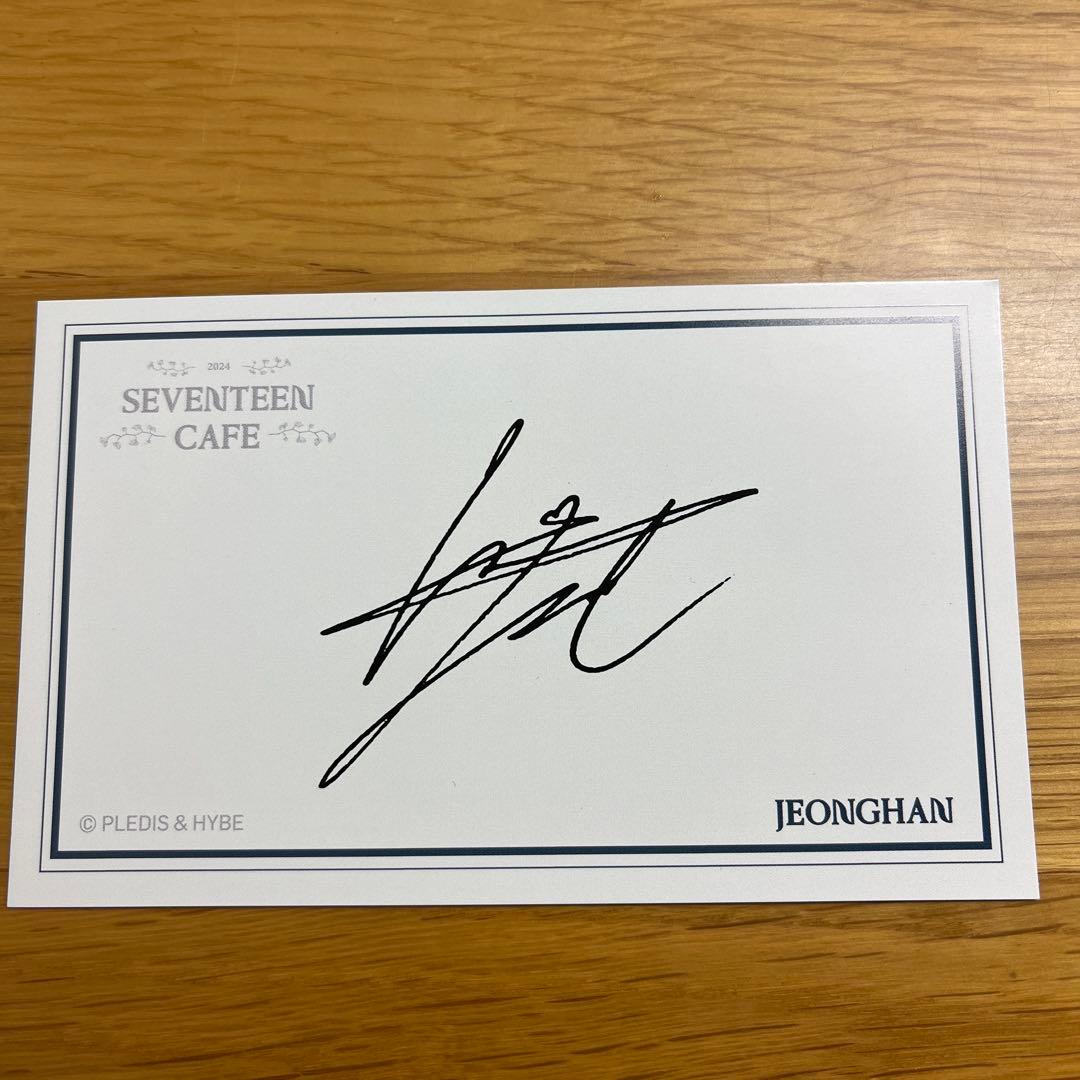 2024
SEVENTEEN
CAFE
© PLEDIS & HYBE
JEONGHAN